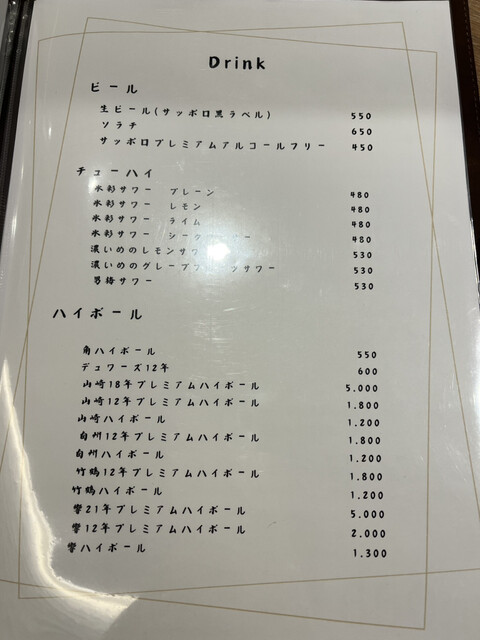 Drink
ビール
生ビール(サッポロ黒ラベル) 550
ソラチ 650
サッポロプレミアムアルコールフリー 450
チューハイ
氷彩サワー プレーン 480
氷彩サワー レモン 480
氷彩サワー ライム 480
氷彩サワー シーク サー 480
濃いめのレモンサワ 530
濃いめのグレープフルーツサワー 530
男梅サワー 530
ハイボール
角ハイボール 550
デュワーズ12年 600
山崎18年プレミアムハイボール 5.000
山崎12年プレミアムハイボール 1.800
山崎ハイボール 1.200
白州12年プレミアムハイボール 1.800
白州ハイボール 1.200
竹鶴12年プレミアムハイボール 1.800
竹鶴ハイボール 1.200
響21年プレミアムハイボール 5.000
響12年プレミアムハイボール 2.000
響ハイボール 1.300